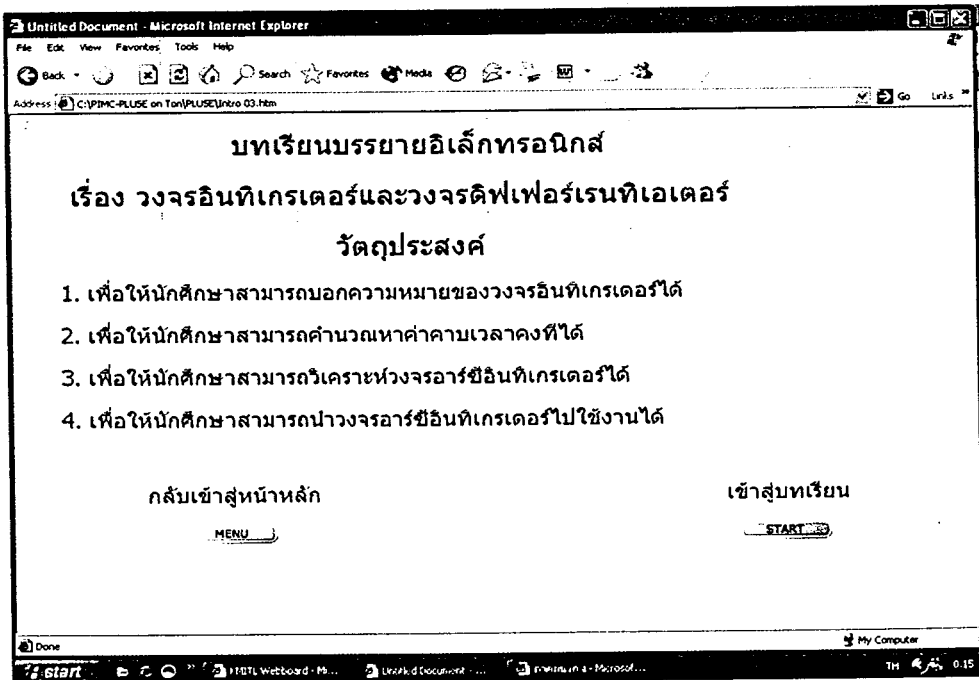 Untitled Document - Microsoft Internet Explorer
File Edit View Favorites Tools Help
Back Search Favorites Media
Address C:\PIMC-PLUSE on Ton\PLUSE\Intro 03.htm Go Links »
บทเรียนบรรยายอิเล็กทรอนิกส์
เรื่อง วงจรอินทิเกรเตอร์และวงจรดิฟเฟอร์เรนทิเอเตอร์
วัตถุประสงค์
1. เพื่อให้นักศึกษาสามารถบอกความหมายของวงจรอินทิเกรเตอร์ได้
2. เพื่อให้นักศึกษาสามารถคำนวณหาค่าคาบเวลาคงที่ได้
3. เพื่อให้นักศึกษาสามารถวิเคราะห์วงจรอาร์ซีอินทิเกรเตอร์ได้
4. เพื่อให้นักศึกษาสามารถนำวงจรอาร์ซีอินทิเกรเตอร์ไปใช้งานได้
กลับเข้าสู่หน้าหลัก เข้าสู่บทเรียน
MENU START
Done My Computer
start KMITL Webboard - Mi... Untitled Document - ... - Microsof... TH 0:15